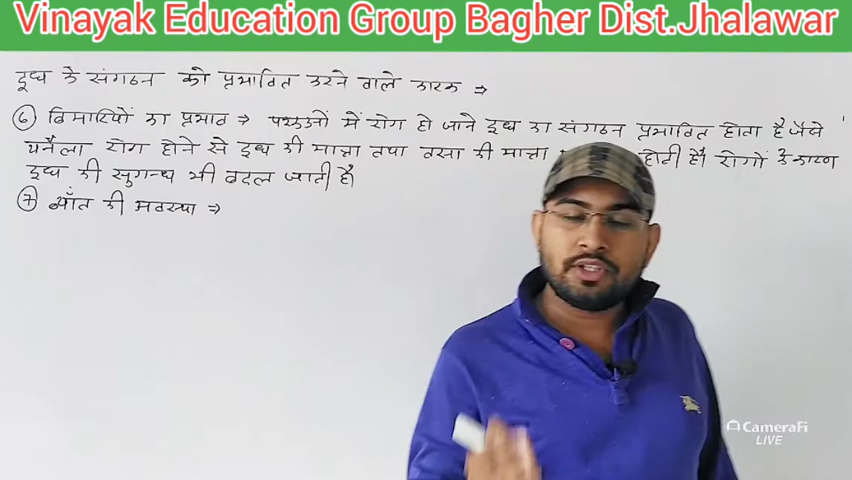 Vinayak Education Group Bagher Dist.Jhalawar
दूध के संगठन को प्रभावित करने वाले कारक ⇒
⑥ बिमारियों का प्रभाव ⇒ पशुओं में रोग हो जाने दूध का संगठन प्रभावित होता है जैसे
थनैला रोग होने से दूध की मात्रा तथा वसा की मात्रा होती है। रोगों के कारण
दूध की सुगन्ध भी बदल जाती है।
⑦ ब्याँत की अवस्था ⇒
CameraFi
LIVE